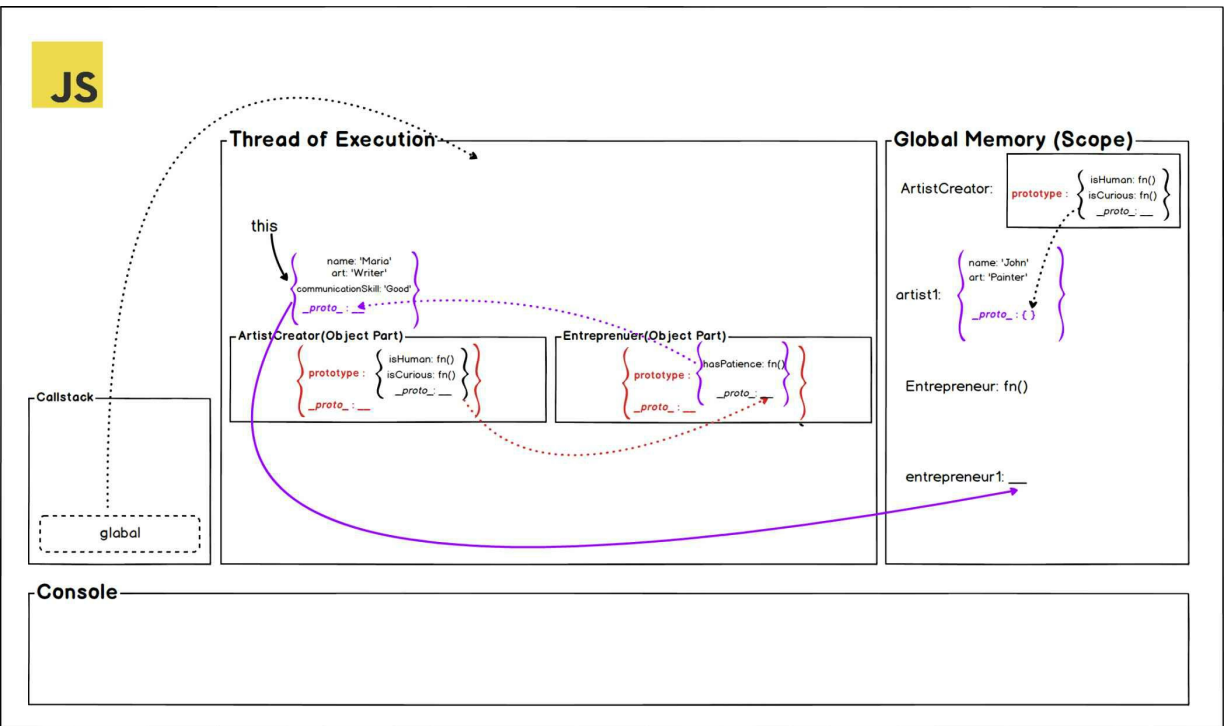 JS
Thread of Execution
Global Memory (Scope)
ArtistCreator:
prototype :
isHuman: fn()
isCurious: fn()
_proto_: __
this
name: 'Maria'
art: 'Writer'
communicationSkill: 'Good'
_proto_ : __
name: 'John'
art: 'Painter'
artist1:
_proto_ : { }
ArtistCreator(Object Part)
prototype :
isHuman: fn()
isCurious: fn()
_proto_: __
_proto_ : __
Entreprenuer(Object Part)
prototype :
hasPatience: fn()
_proto_: __
_proto_ : __
Entrepreneur: fn()
entrepreneur1: __
Callstack
glabal
Console